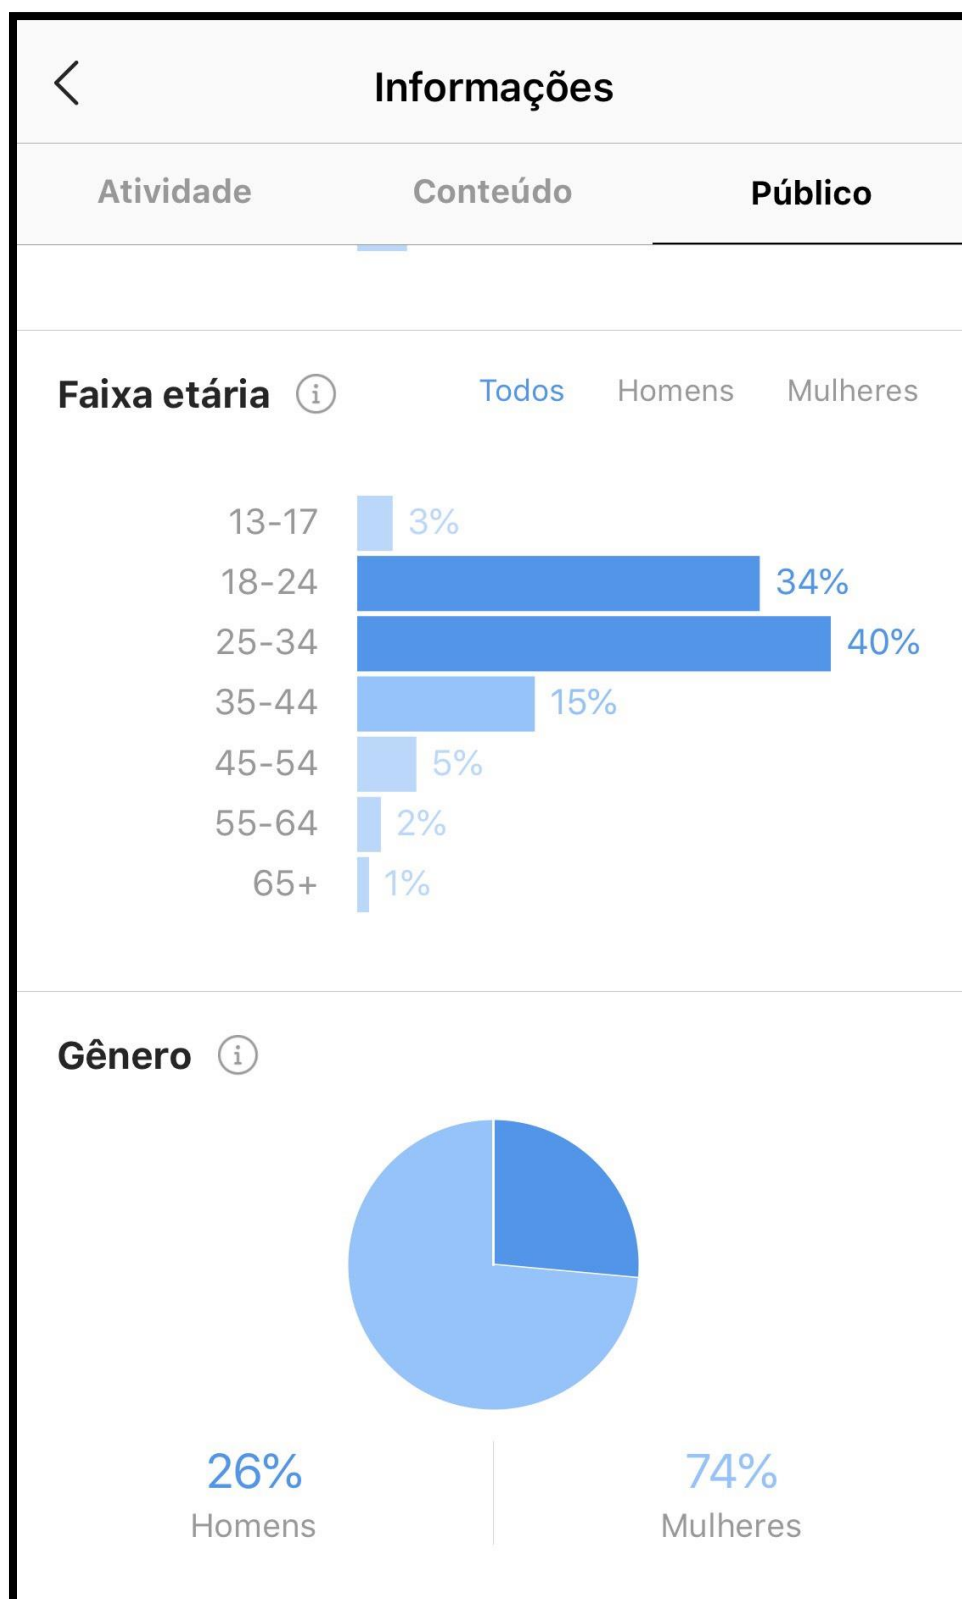 Informações
Atividade Conteúdo Público
Faixa etária Todos Homens Mulheres
13-17 3%
18-24 34%
25-34 40%
35-44 15%
45-54 5%
55-64 2%
65+ 1%
Gênero
26% 74%
Homens Mulheres